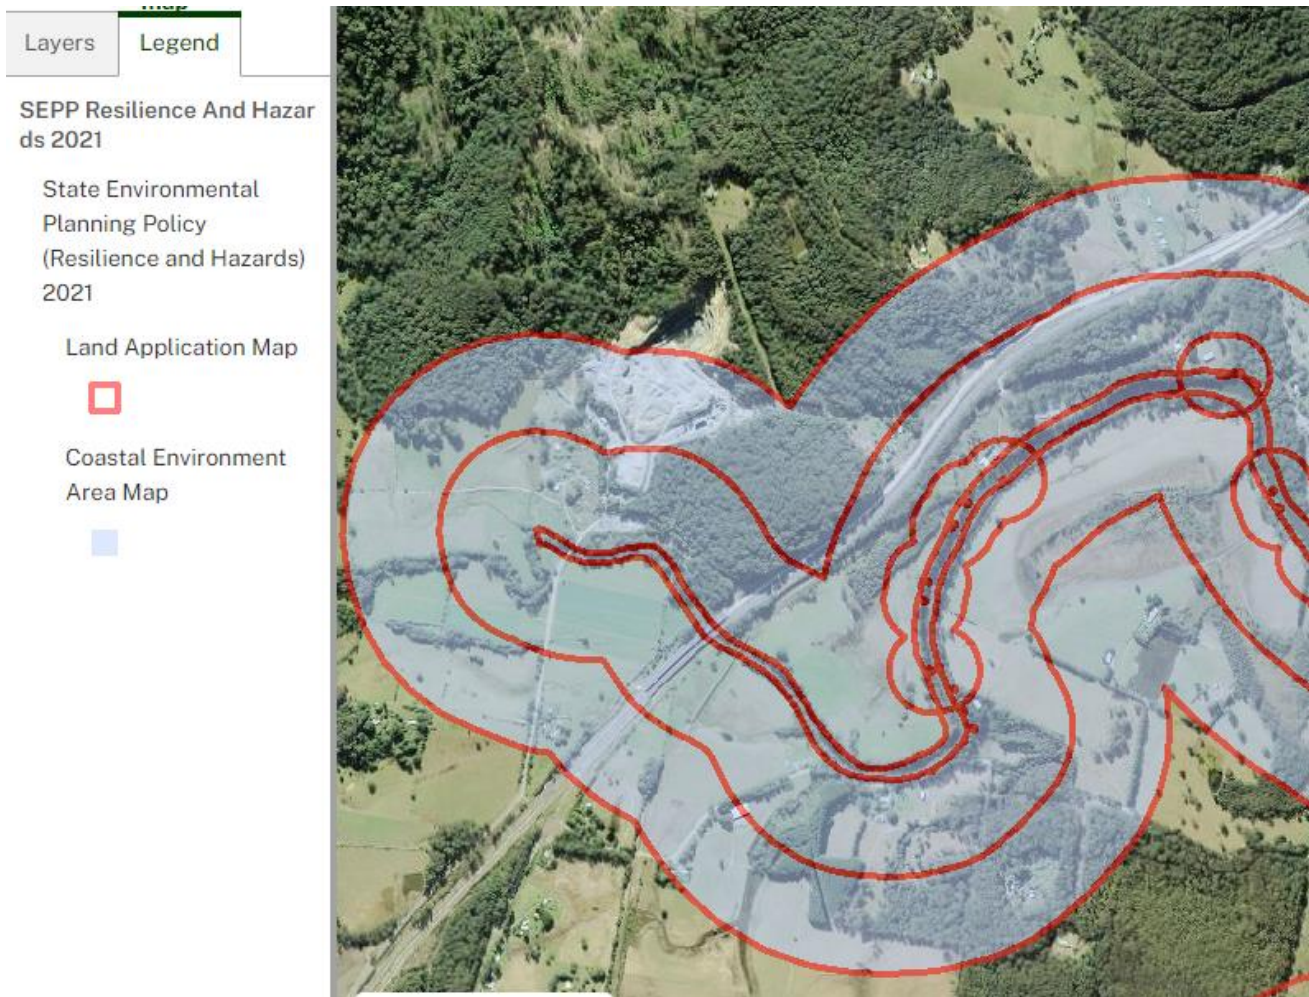 Map
Layers
Legend
SEPP Resilience And Hazar
ds 2021
State Environmental
Planning Policy
(Resilience and Hazards)
2021
Land Application Map
Coastal Environment
Area Map